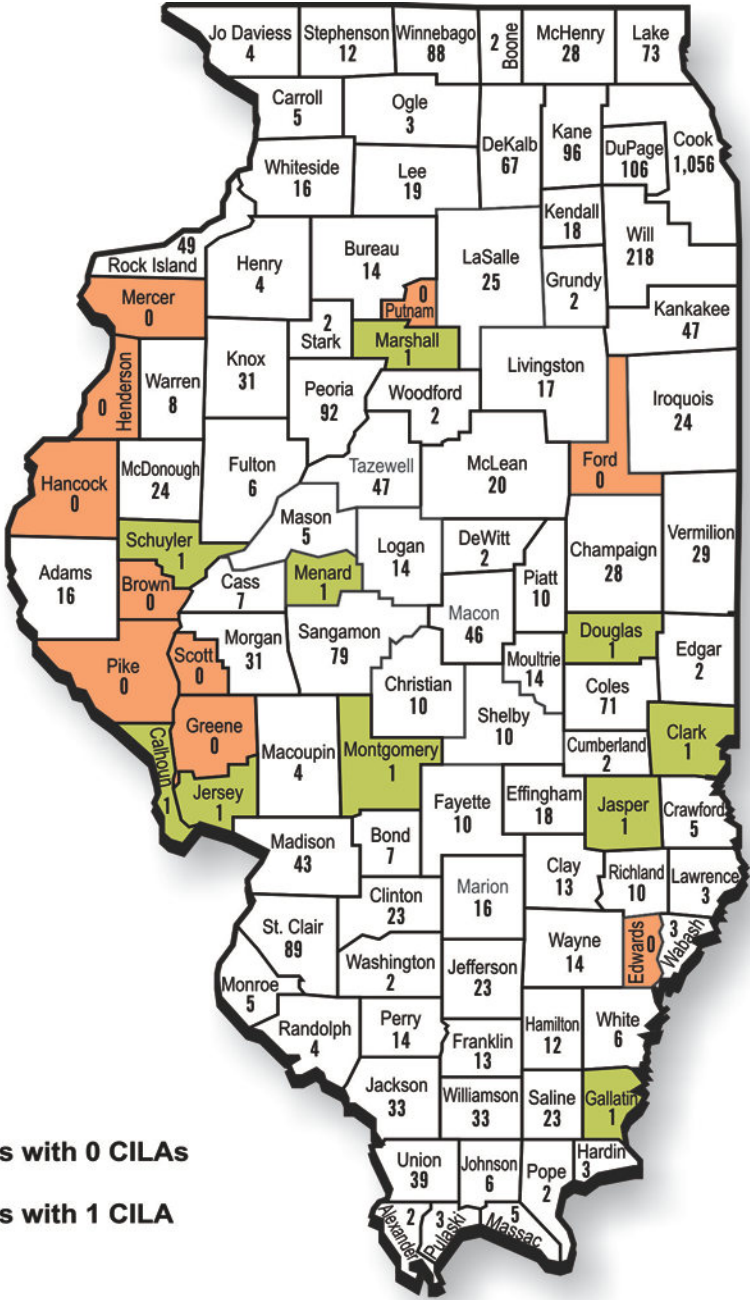 Jo Daviess
4
Stephenson
12
Winnebago
88
2
Boone
McHenry
28
Lake
73
Carroll
5
Ogle
3
DeKalb
67
Kane
96
DuPage
106
Cook
1,056
Whiteside
16
Lee
19
Kendall
18
Will
218
49
Rock Island
Henry
4
Bureau
14
LaSalle
25
Grundy
2
Mercer
0
0
Putnam
Kankakee
47
2
Stark
Marshall
1
Henderson
0
Warren
8
Knox
31
Peoria
92
Woodford
2
Livingston
17
Iroquois
24
Hancock
0
McDonough
24
Fulton
6
Tazewell
47
McLean
20
Ford
0
Schuyler
1
Mason
5
Logan
14
DeWitt
2
Champaign
28
Vermilion
29
Adams
16
Brown
0
Cass
7
Menard
1
Piatt
10
Macon
46
Pike
0
Scott
0
Morgan
31
Sangamon
79
Christian
10
Moultrie
14
Douglas
1
Edgar
2
Coles
71
Calhoun
1
Greene
0
Macoupin
4
Montgomery
1
Shelby
10
Cumberland
2
Clark
1
Jersey
1
Fayette
10
Effingham
18
Jasper
1
Crawford
5
Madison
43
Bond
7
Clay
13
Richland
10
Lawrence
3
Clinton
23
Marion
16
St. Clair
89
Wayne
14
Edwards
0
3
Wabash
Washington
2
Jefferson
23
Monroe
5
Randolph
4
Perry
14
Franklin
13
Hamilton
12
White
6
Jackson
33
Williamson
33
Saline
23
Gallatin
1
s with 0 CILAs
Union
39
Johnson
6
Pope
2
Hardin
3
s with 1 CILA
Alexander
2
3
Pulaski
5
Massac